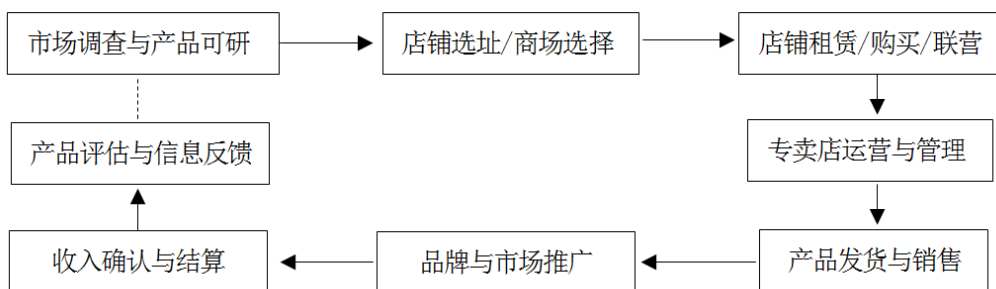 市场调查与产品可研
店铺选址/商场选择
店铺租赁/购买/联营
产品评估与信息反馈
专卖店运营与管理
收入确认与结算
品牌与市场推广
产品发货与销售